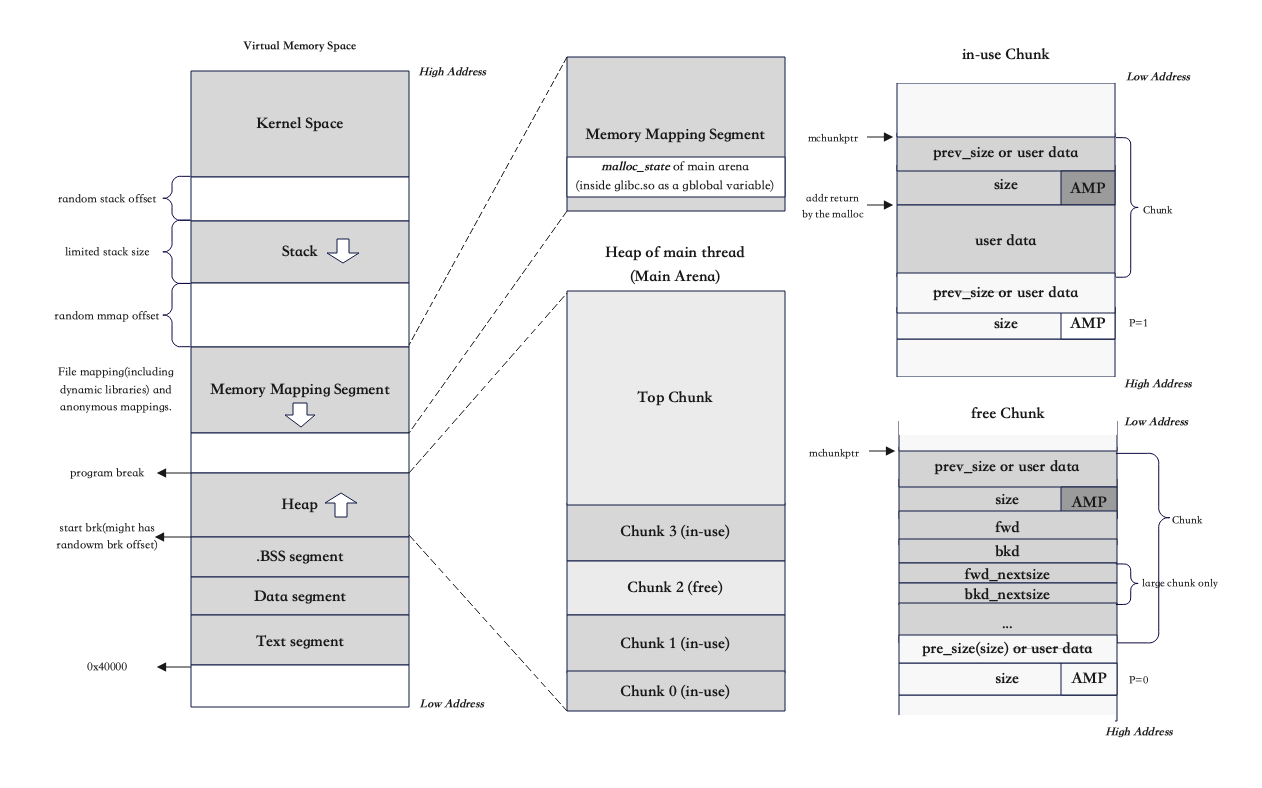 Virtual Memory Space
High Address
Kernel Space
random stack offset
limited stack size
Stack
random mmap offset
File mapping(including
dynamic libraries) and
anonymous mappings.
Memory Mapping Segment
program break
Heap
start brk(might has
randowm brk offset)
.BSS segment
Data segment
Text segment
0x40000
Low Address
Memory Mapping Segment
malloc_state of main arena
(inside glibc.so as a gblobal variable)
Heap of main thread
(Main Arena)
Top Chunk
Chunk 3 (in-use)
Chunk 2 (free)
Chunk 1 (in-use)
Chunk 0 (in-use)
in-use Chunk
Low Address
mchunkptr
prev_size or user data
size
AMP
addr return
by the malloc
Chunk
user data
prev_size or user data
size
AMP
P=1
High Address
free Chunk
Low Address
mchunkptr
prev_size or user data
size
AMP
Chunk
fwd
bkd
fwd_nextsize
large chunk only
bkd_nextsize
...
pre_size(size) or user data
size
AMP
P=0
High Address